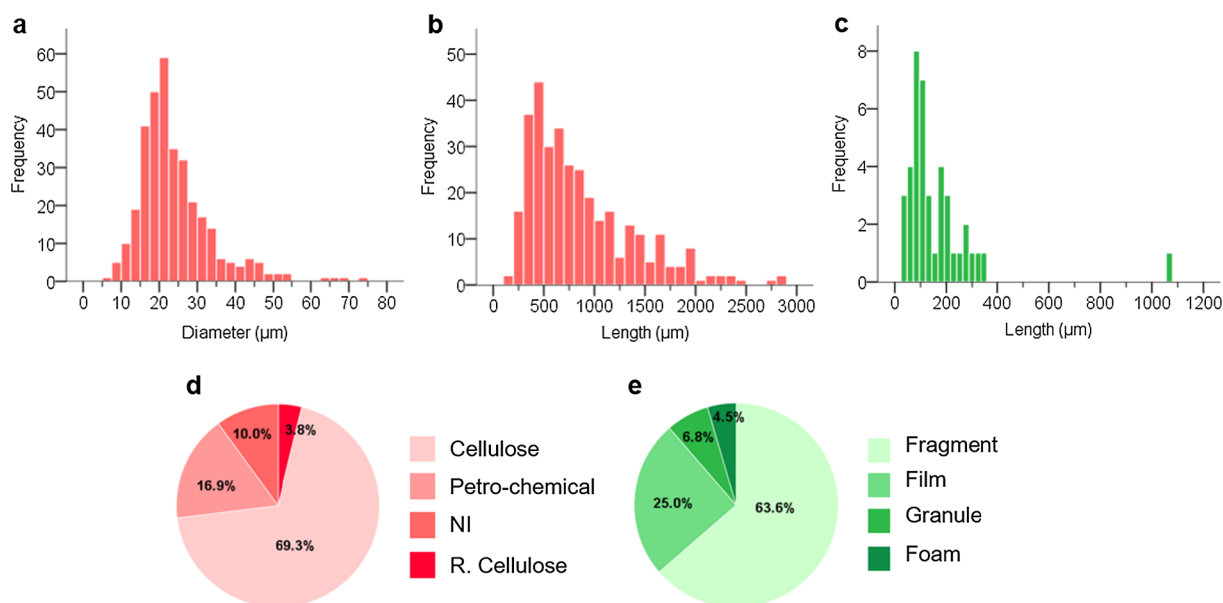 a
60
50
40
30
20
10
0
Frequency
0 10 20 30 40 50 60 70 80
Diameter (µm)
b
50
40
30
20
10
0
Frequency
0 500 1000 1500 2000 2500 3000
Length (µm)
c
8
6
4
2
0
Frequency
0 200 400 600 800 1000 1200
Length (µm)
d
10.0%
3.8%
16.9%
69.3%
Cellulose
Petro-chemical
NI
R. Cellulose
e
4.5%
6.8%
25.0%
63.6%
Fragment
Film
Granule
Foam